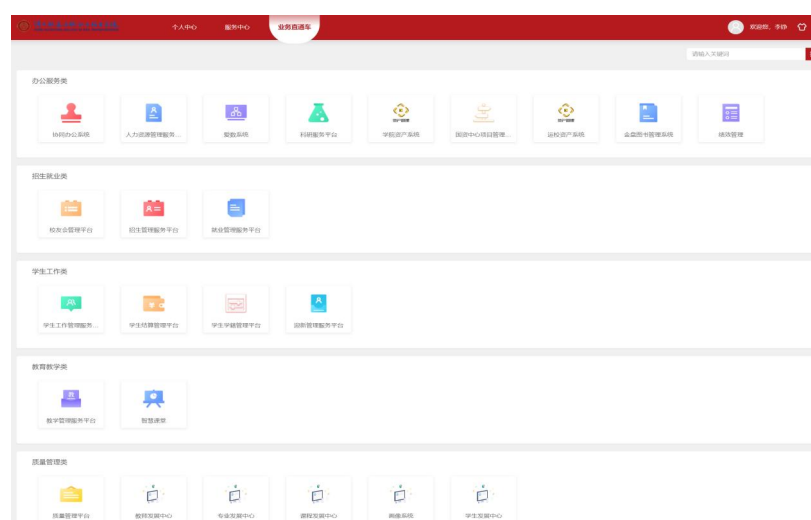 个人中心
服务中心
业务直通车
欢迎您，李静
请输入关键词
办公服务类
协同办公系统
人力资源管理服务...
爱数系统
科研服务平台
学院资产系统
国资中心项目管理...
运校资产系统
金盘图书管理系统
绩效管理
招生就业类
校友会管理平台
招生管理服务平台
就业管理服务平台
学生工作类
学生工作管理服务...
学生结算管理平台
学生学籍管理平台
迎新管理服务平台
教育教学类
教学管理服务平台
智慧课堂
质量管理类
质量管理平台
教师发展中心
专业发展中心
课程发展中心
画像系统
学生发展中心